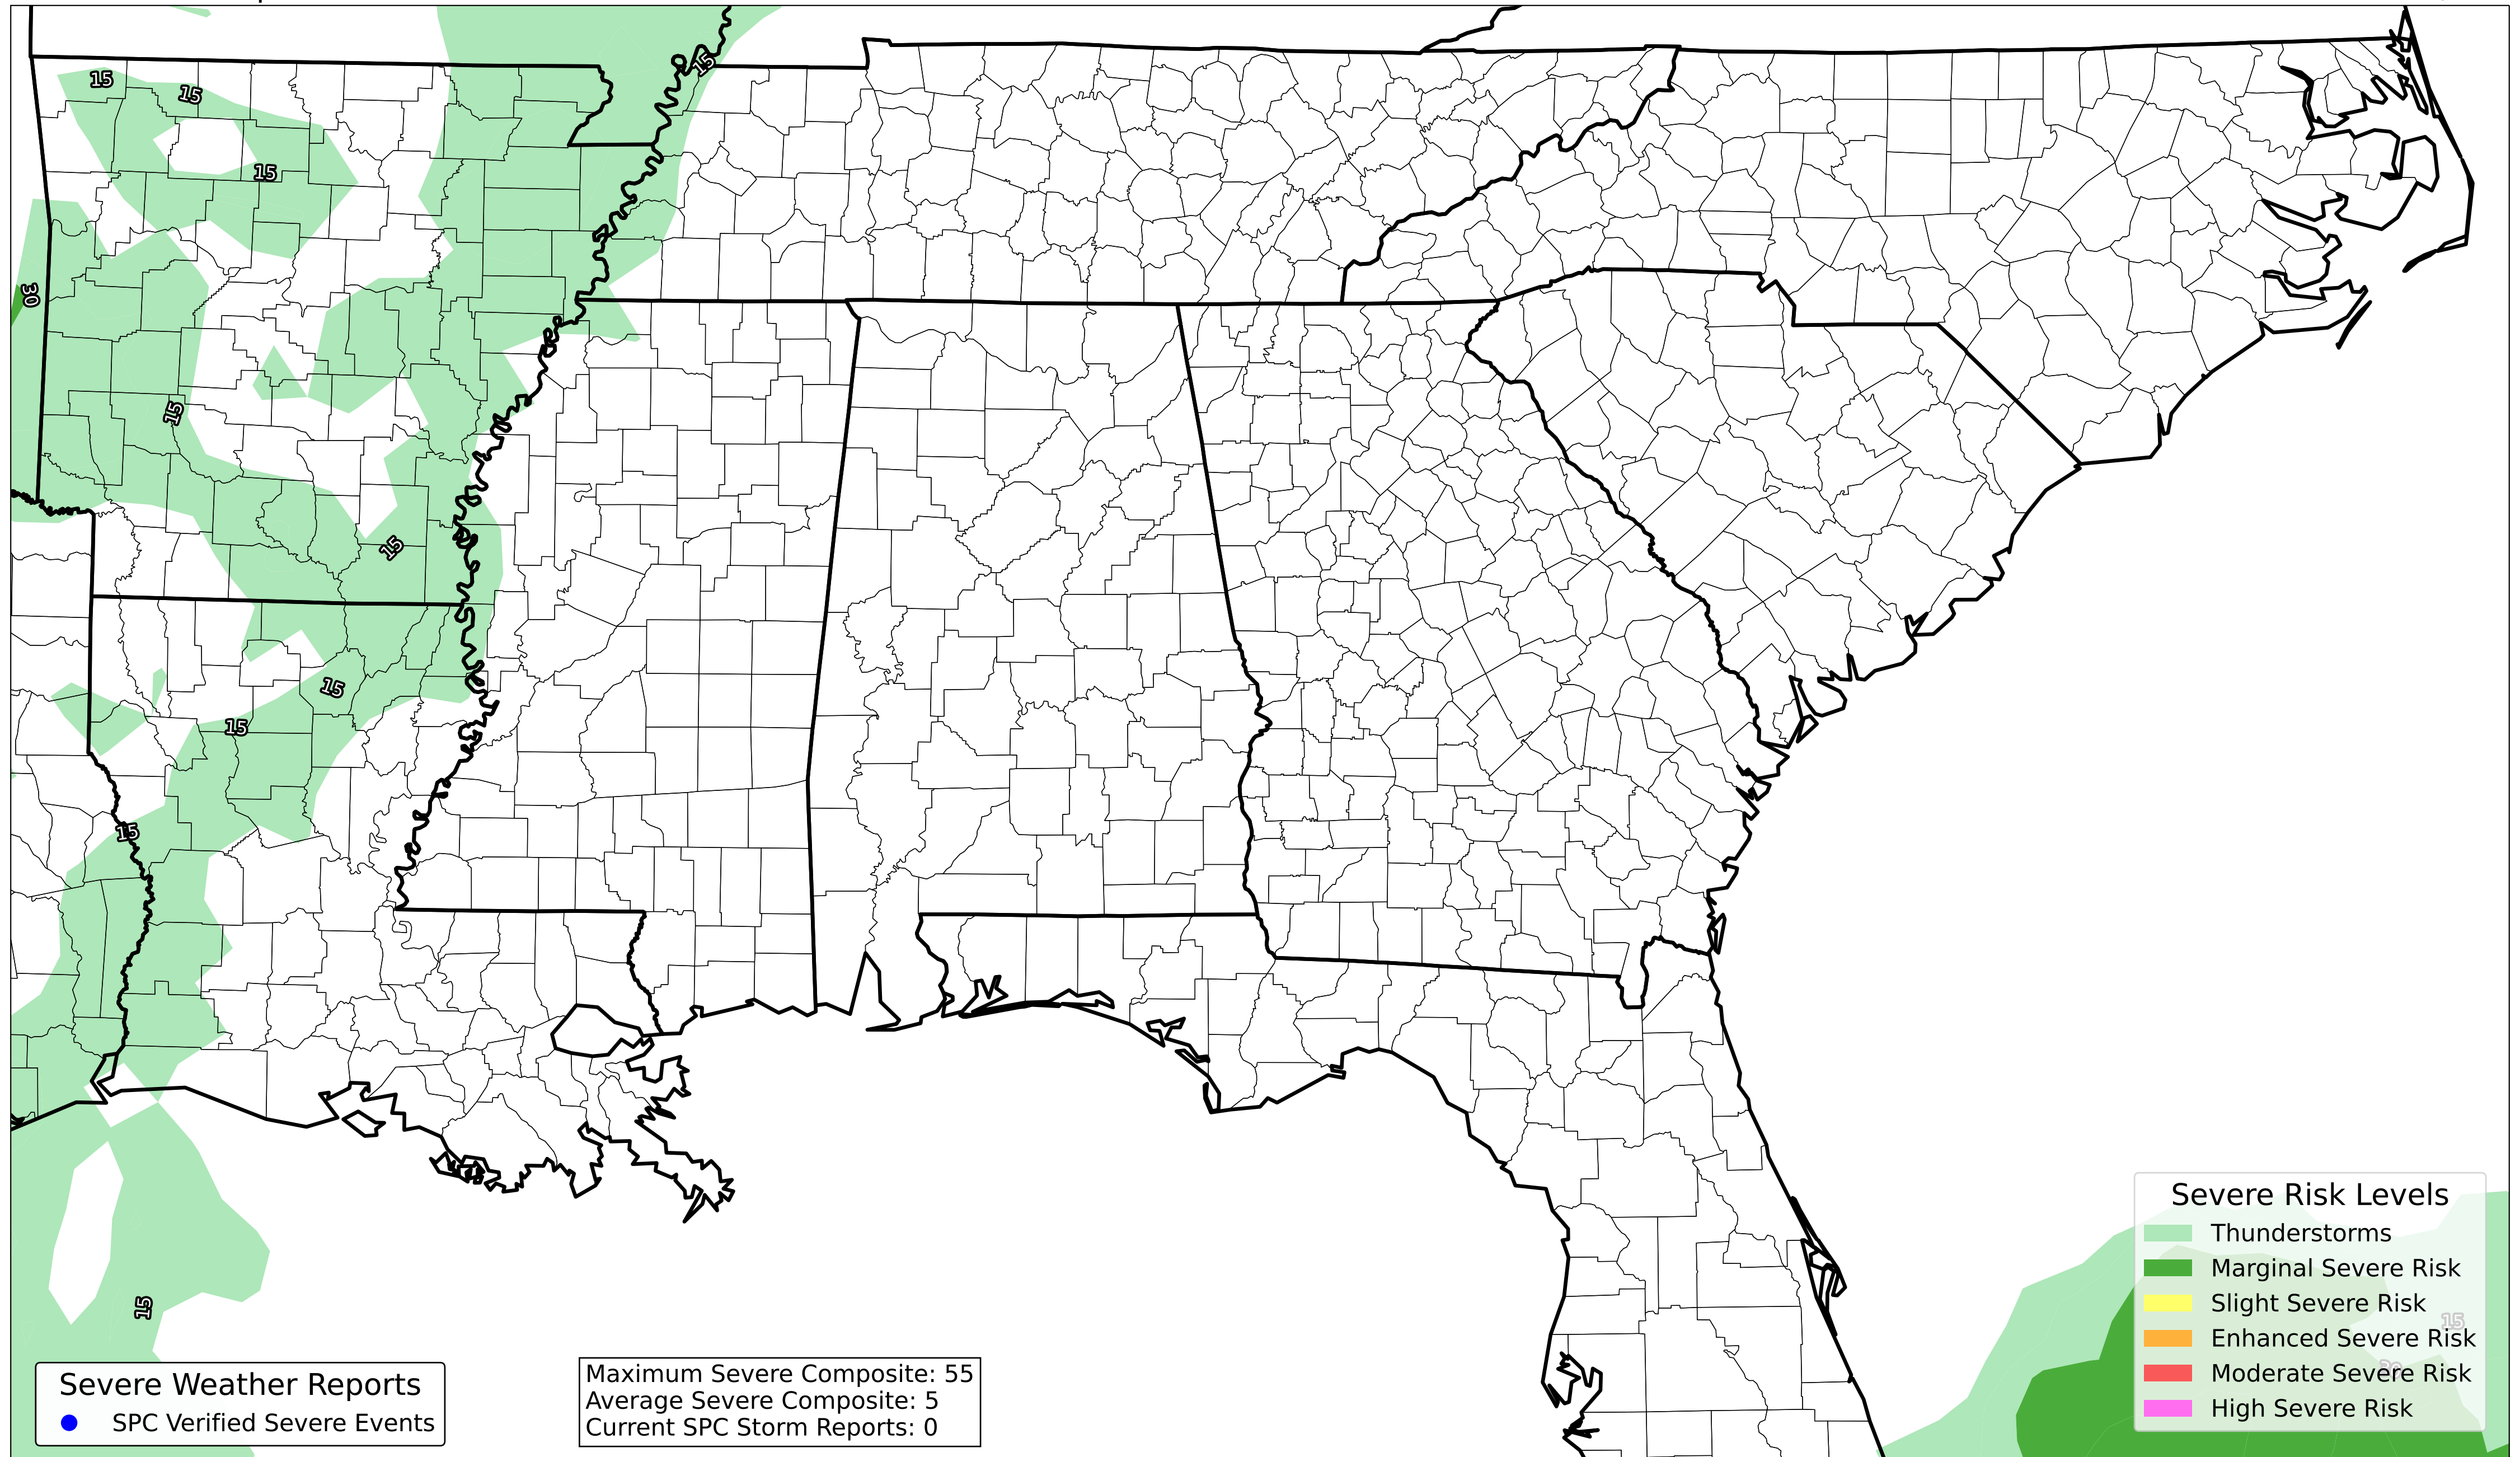 15
15
15
15
30
15
15
15
15
15
15
15
30
Severe Risk Levels
Thunderstorms
Marginal Severe Risk
Slight Severe Risk
Enhanced Severe Risk
Moderate Severe Risk
High Severe Risk
Severe Weather Reports
SPC Verified Severe Events
Maximum Severe Composite: 55
Average Severe Composite: 5
Current SPC Storm Reports: 0